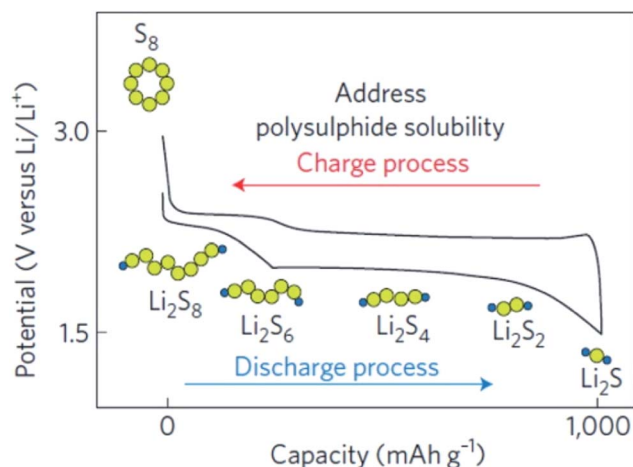 S₈
Address
polysulphide solubility
Charge process
3.0
Potential (V versus Li/Li⁺)
Li₂S₈
Li₂S₆
Li₂S₄
Li₂S₂
1.5
Li₂S
Discharge process
0
1,000
Capacity (mAh g⁻¹)